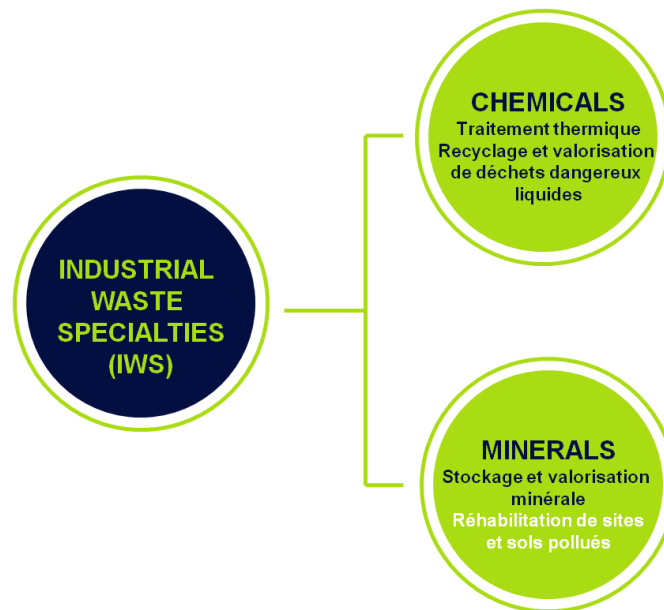 INDUSTRIAL
WASTE
SPECIALTIES
(IWS)
CHEMICALS
Traitement thermique
Recyclage et valorisation
de déchets dangereux
liquides
MINERALS
Stockage et valorisation
minérale
Réhabilitation de sites
et sols pollués